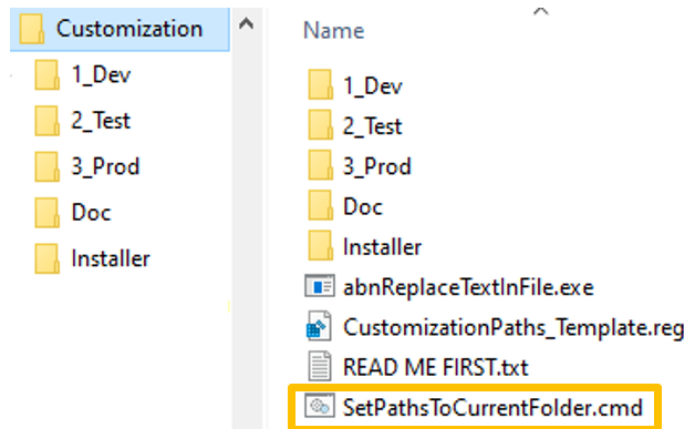 Customization
1_Dev
2_Test
3_Prod
Doc
Installer
Name
1_Dev
2_Test
3_Prod
Doc
Installer
abnReplaceTextInFile.exe
CustomizationPaths_Template.reg
READ ME FIRST.txt
SetPathsToCurrentFolder.cmd